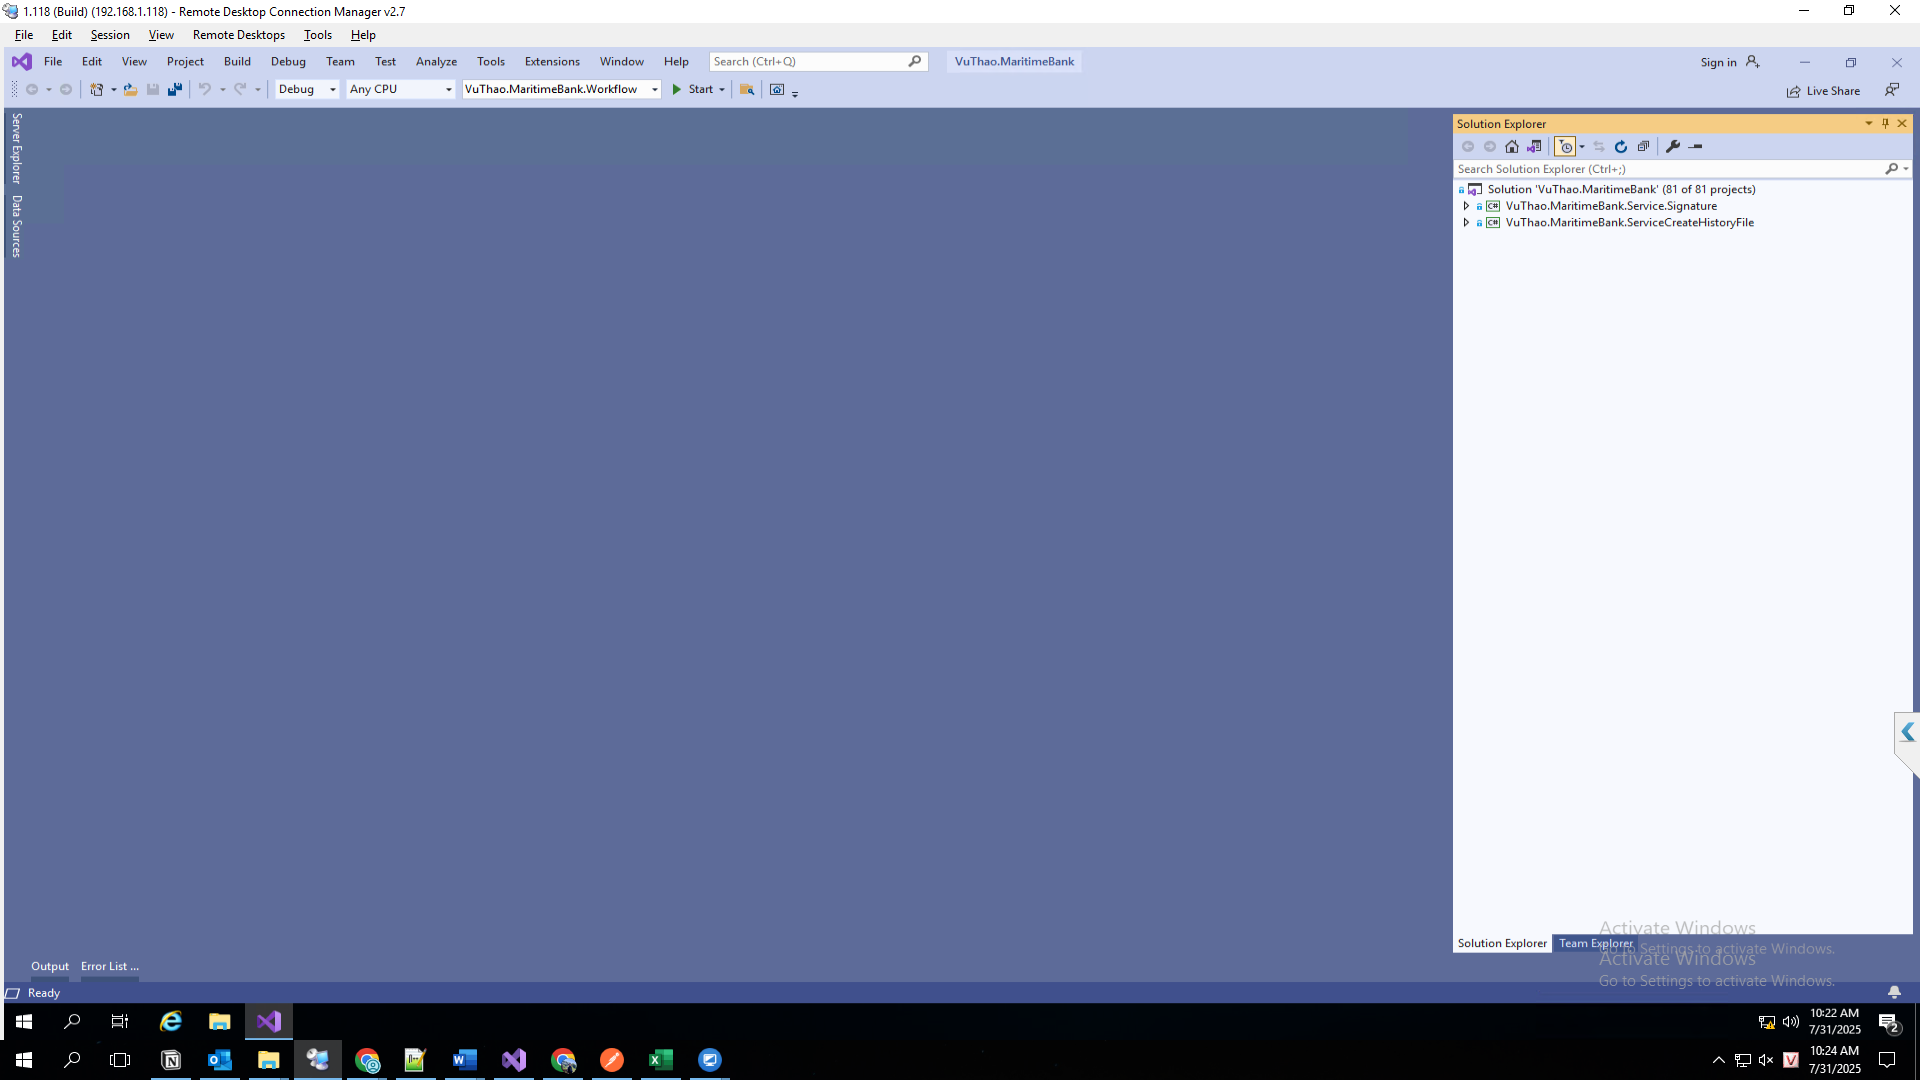 1.118 (Build) (192.168.1.118) - Remote Desktop Connection Manager v2.7
File Edit Session View Remote Desktops Tools Help
File Edit View Project Build Debug Team Test Analyze Tools Extensions Window Help Search (Ctrl+Q) VuThao.MaritimeBank Sign in
Debug Any CPU VuThao.MaritimeBank.Workflow Start Live Share
Server Explorer
Data Sources
Solution Explorer
Search Solution Explorer (Ctrl+;)
Solution 'VuThao.MaritimeBank' (81 of 81 projects)
C# VuThao.MaritimeBank.Service.Signature
C# VuThao.MaritimeBank.ServiceCreateHistoryFile
Activate Windows
Solution Explorer Team Explorer
Go to Settings to activate Windows.
Activate Windows
Output Error List ...
Go to Settings to activate Windows.
Ready
10:22 AM
7/31/2025
2
10:24 AM
7/31/2025